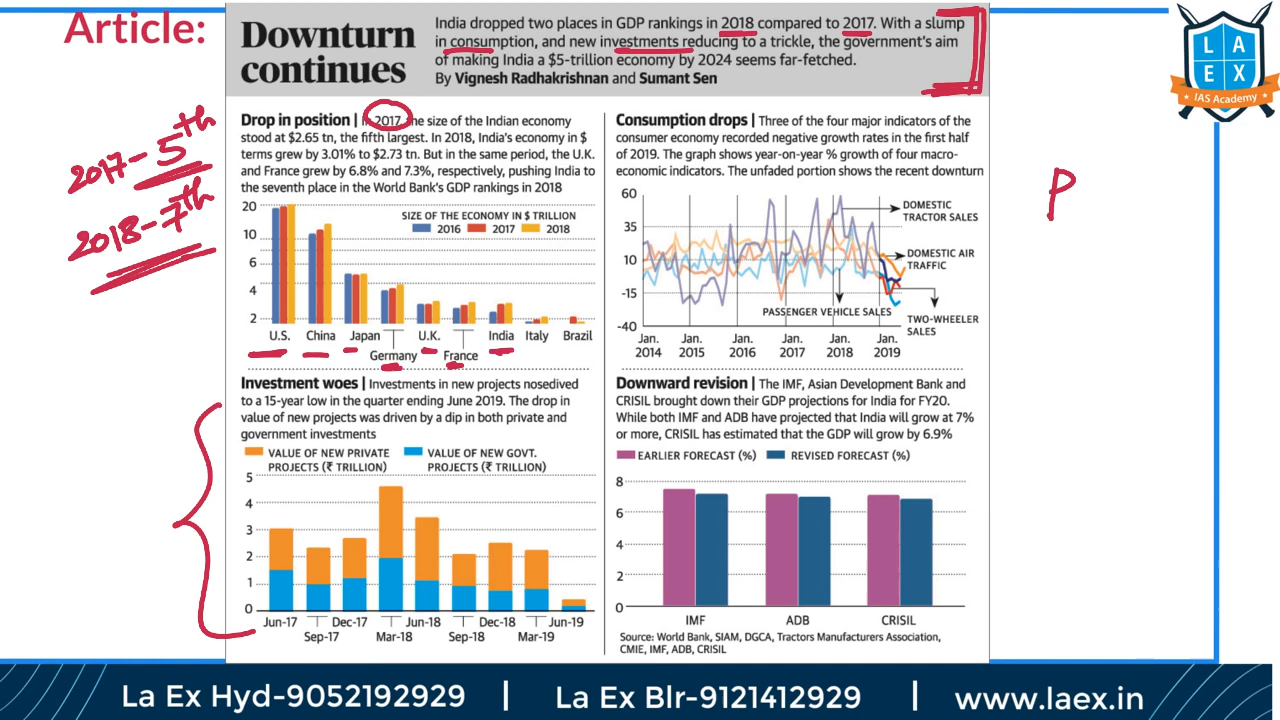 Article:
Downturn
continues
India dropped two places in GDP rankings in 2018 compared to 2017. With a slump
in consumption, and new investments reducing to a trickle, the government's aim
of making India a $5-trillion economy by 2024 seems far-fetched.
By Vignesh Radhakrishnan and Sumant Sen
L A
E X
IAS Academy
2017-5th
2018-7th
P
Drop in position | In 2017, the size of the Indian economy
stood at $2.65 tn, the fifth largest. In 2018, India's economy in $
terms grew by 3.01% to $2.73 tn. But in the same period, the U.K.
and France grew by 6.8% and 7.3%, respectively, pushing India to
the seventh place in the World Bank's GDP rankings in 2018
SIZE OF THE ECONOMY IN $ TRILLION
2016 2017 2018
20
10
6
4
2
U.S. China Japan U.K. India Italy Brazil
Germany France
Consumption drops | Three of the four major indicators of the
consumer economy recorded negative growth rates in the first half
of 2019. The graph shows year-on-year % growth of four macro-
economic indicators. The unfaded portion shows the recent downturn
60
35
10
-15
-40
DOMESTIC
TRACTOR SALES
DOMESTIC AIR
TRAFFIC
PASSENGER VEHICLE SALES
TWO-WHEELER
SALES
Jan. Jan. Jan. Jan. Jan. Jan.
2014 2015 2016 2017 2018 2019
Investment woes | Investments in new projects nosedived
to a 15-year low in the quarter ending June 2019. The drop in
value of new projects was driven by a dip in both private and
government investments
VALUE OF NEW PRIVATE
PROJECTS (₹ TRILLION)
VALUE OF NEW GOVT.
PROJECTS (₹ TRILLION)
5
4
3
2
1
0
Jun-17 Dec-17 Jun-18 Dec-18 Jun-19
Sep-17 Mar-18 Sep-18 Mar-19
Downward revision | The IMF, Asian Development Bank and
CRISIL brought down their GDP projections for India for FY20.
While both IMF and ADB have projected that India will grow at 7%
or more, CRISIL has estimated that the GDP will grow by 6.9%
EARLIER FORECAST (%) REVISED FORECAST (%)
8
6
4
2
0
IMF ADB CRISIL
Source: World Bank, SIAM, DGCA, Tractors Manufacturers Association,
CMIE, IMF, ADB, CRISIL
La Ex Hyd-9052192929 | La Ex Blr-9121412929 | www.laex.in